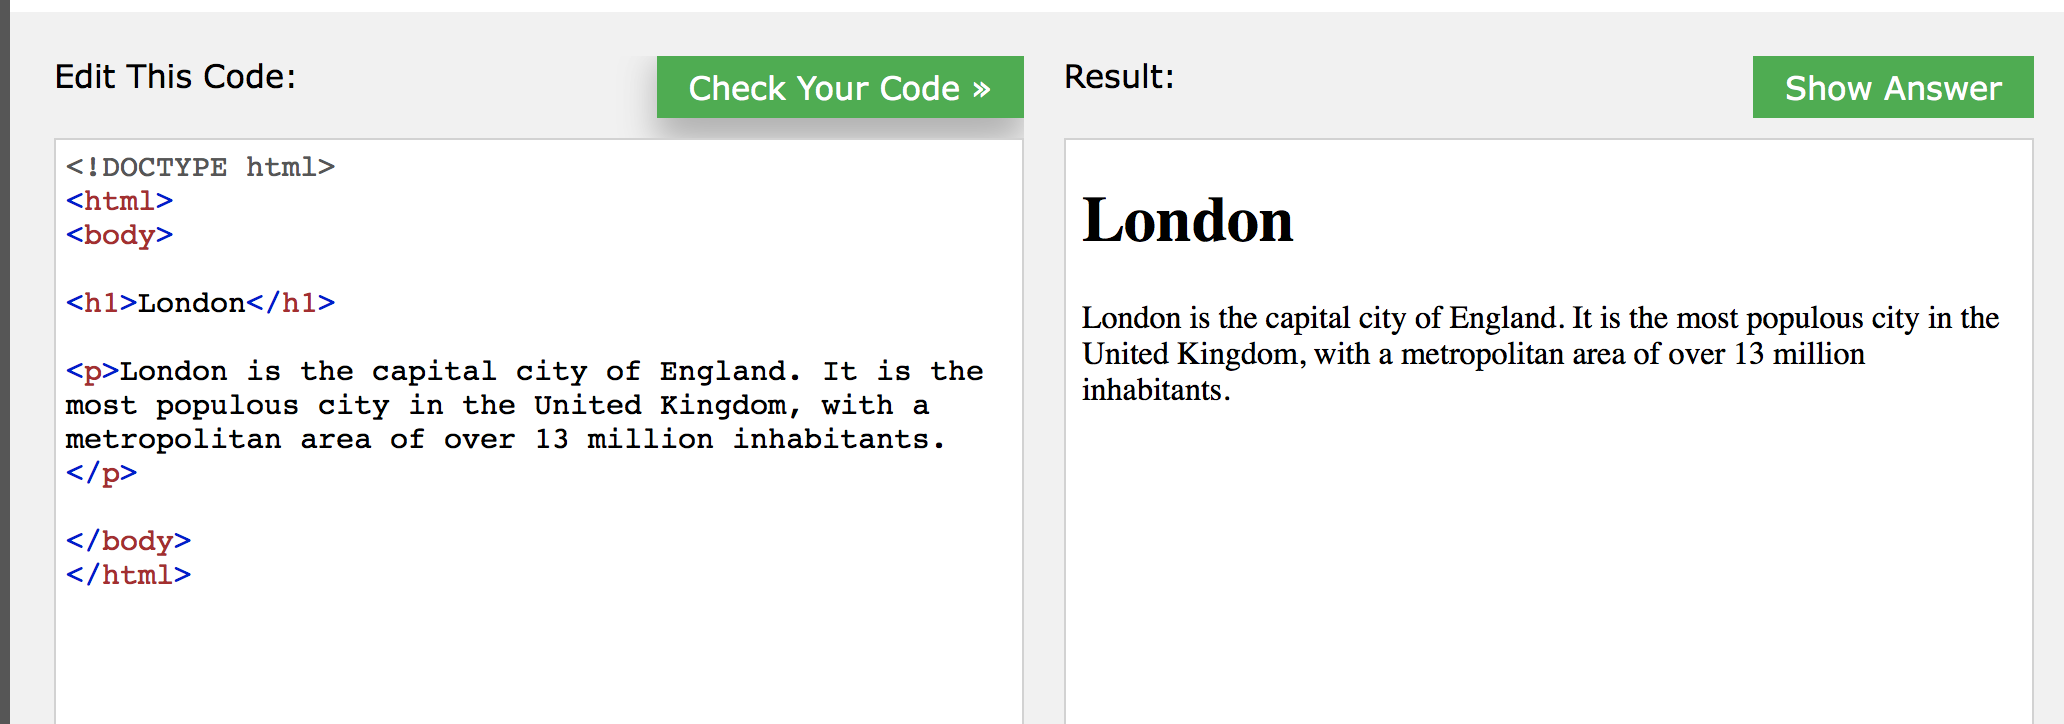 Edit This Code:
Check Your Code »
<!DOCTYPE html>
<html>
<body>
<h1>London</h1>
<p>London is the capital city of England. It is the
most populous city in the United Kingdom, with a
metropolitan area of over 13 million inhabitants.
</p>
</body>
</html>
Result:
Show Answer
London
London is the capital city of England. It is the most populous city in the
United Kingdom, with a metropolitan area of over 13 million
inhabitants.